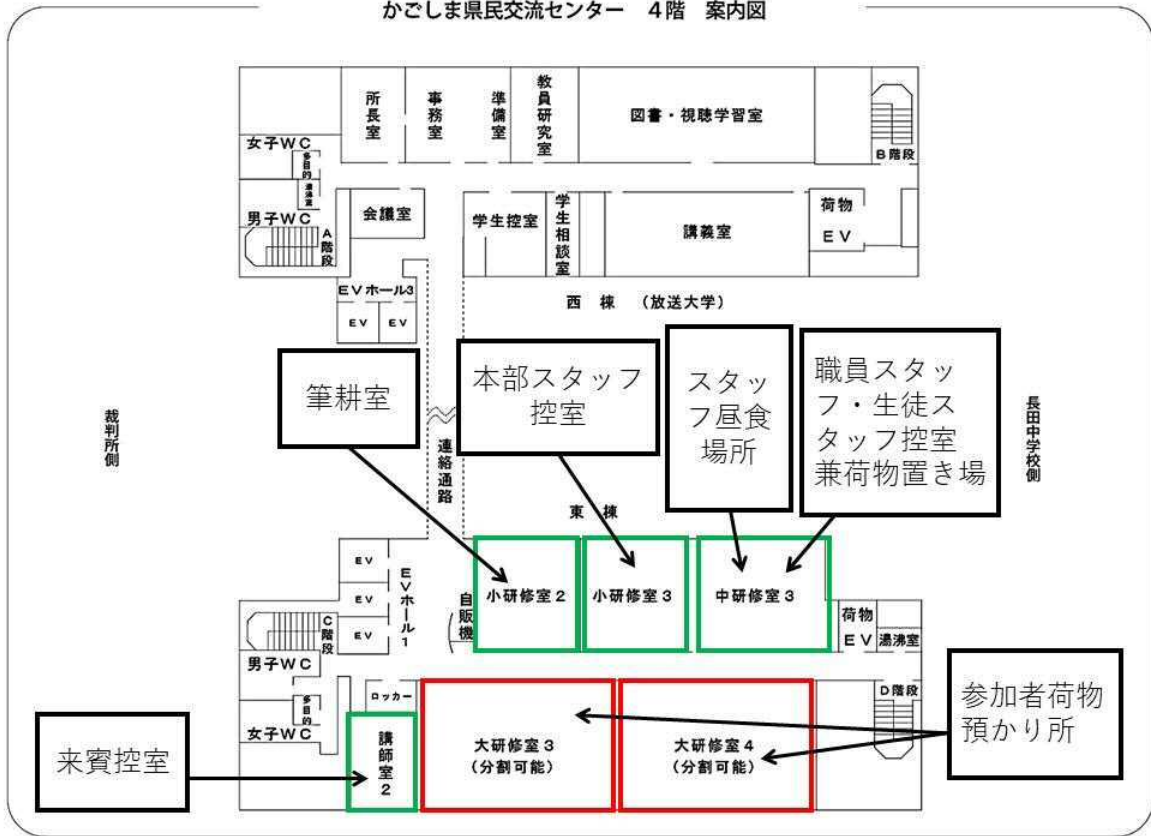 かごしま県民交流センター　４階　案内図
所長室
事務室
準備室
教員研究室
図書・視聴学習室
B階段
女子WC
多目的
湯沸室
男子WC
A階段
会議室
学生控室
学生相談室
講義室
荷物
EV
EVホール3
EV
EV
西棟　（放送大学）
筆耕室
本部スタッフ
控室
スタッ
フ昼食
場所
職員スタッ
フ・生徒ス
タッフ控室
兼荷物置き場
裁判所側
長田中学校側
連絡通路
東棟
EV
EV
EV
EVホール1
自販機
小研修室2
小研修室3
中研修室3
荷物
EV
湯沸室
C階段
男子WC
多目的
女子WC
ロッカー
講師室2
大研修室3
（分割可能）
大研修室4
（分割可能）
D階段
参加者荷物
預かり所
来賓控室